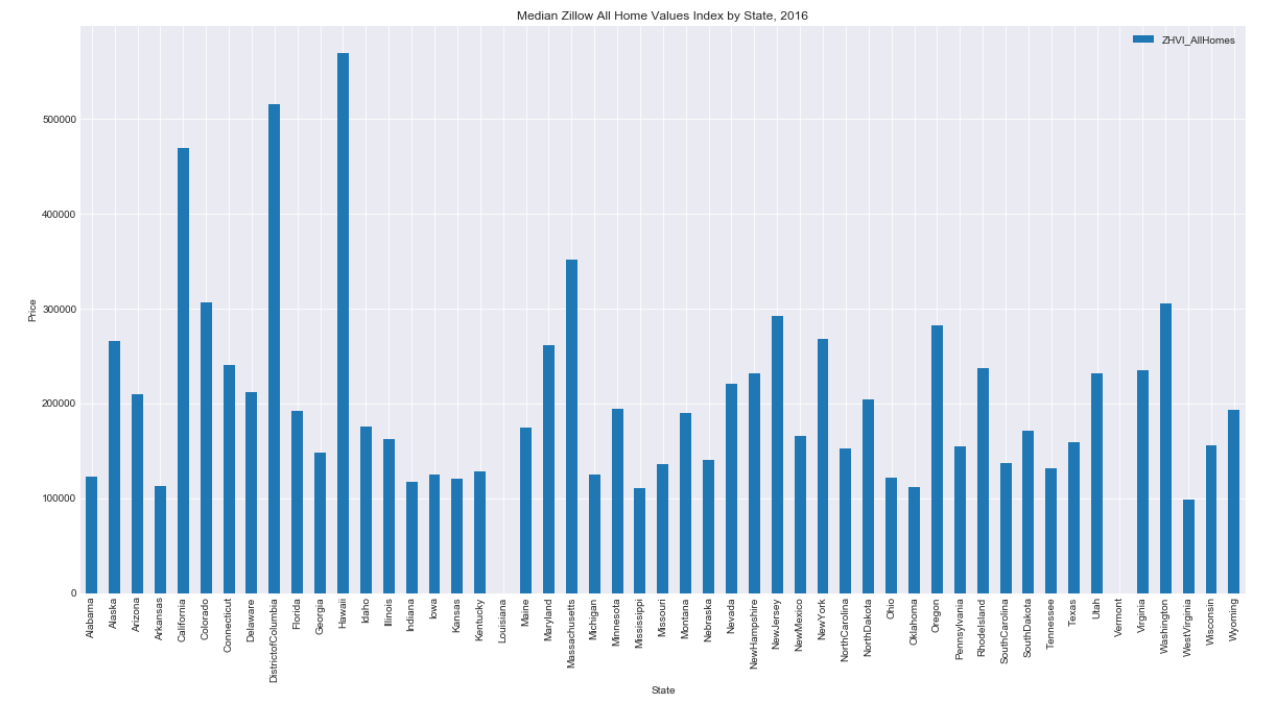 Median Zillow All Home Values Index by State, 2016
ZHVI_AllHomes
500000
400000
300000
200000
100000
0
Price
Alabama
Alaska
Arizona
Arkansas
California
Colorado
Connecticut
Delaware
DistrictofColumbia
Florida
Georgia
Hawaii
Idaho
Illinois
Indiana
Iowa
Kansas
Kentucky
Louisiana
Maine
Maryland
Massachusetts
Michigan
Minnesota
Mississippi
Missouri
Montana
Nebraska
Nevada
NewHampshire
NewJersey
NewMexico
NewYork
NorthCarolina
NorthDakota
Ohio
Oklahoma
Oregon
Pennsylvania
RhodeIsland
SouthCarolina
SouthDakota
Tennessee
Texas
Utah
Vermont
Virginia
Washington
WestVirginia
Wisconsin
Wyoming
State